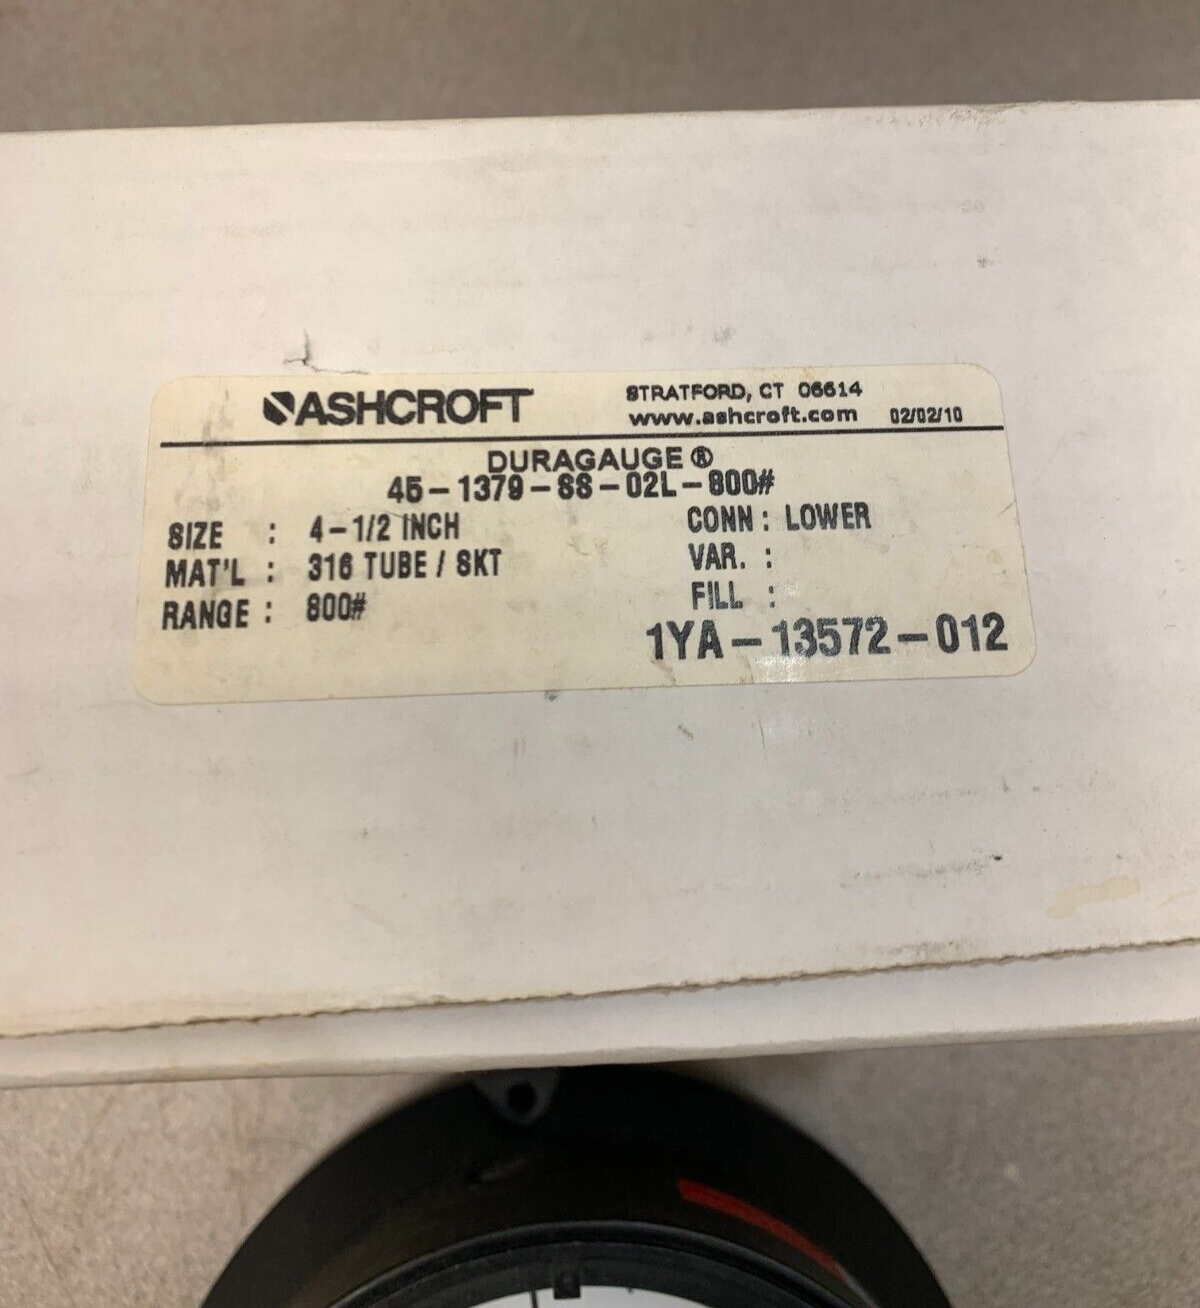 ASHCROFT
STRATFORD, CT 06614
www.ashcroft.com 02/02/10
DURAGAUGE ®
45-1379-SS-02L-800#
SIZE : 4-1/2 INCH
CONN : LOWER
MAT'L : 316 TUBE / SKT
VAR. :
RANGE : 800#
FILL :
1YA-13572-012